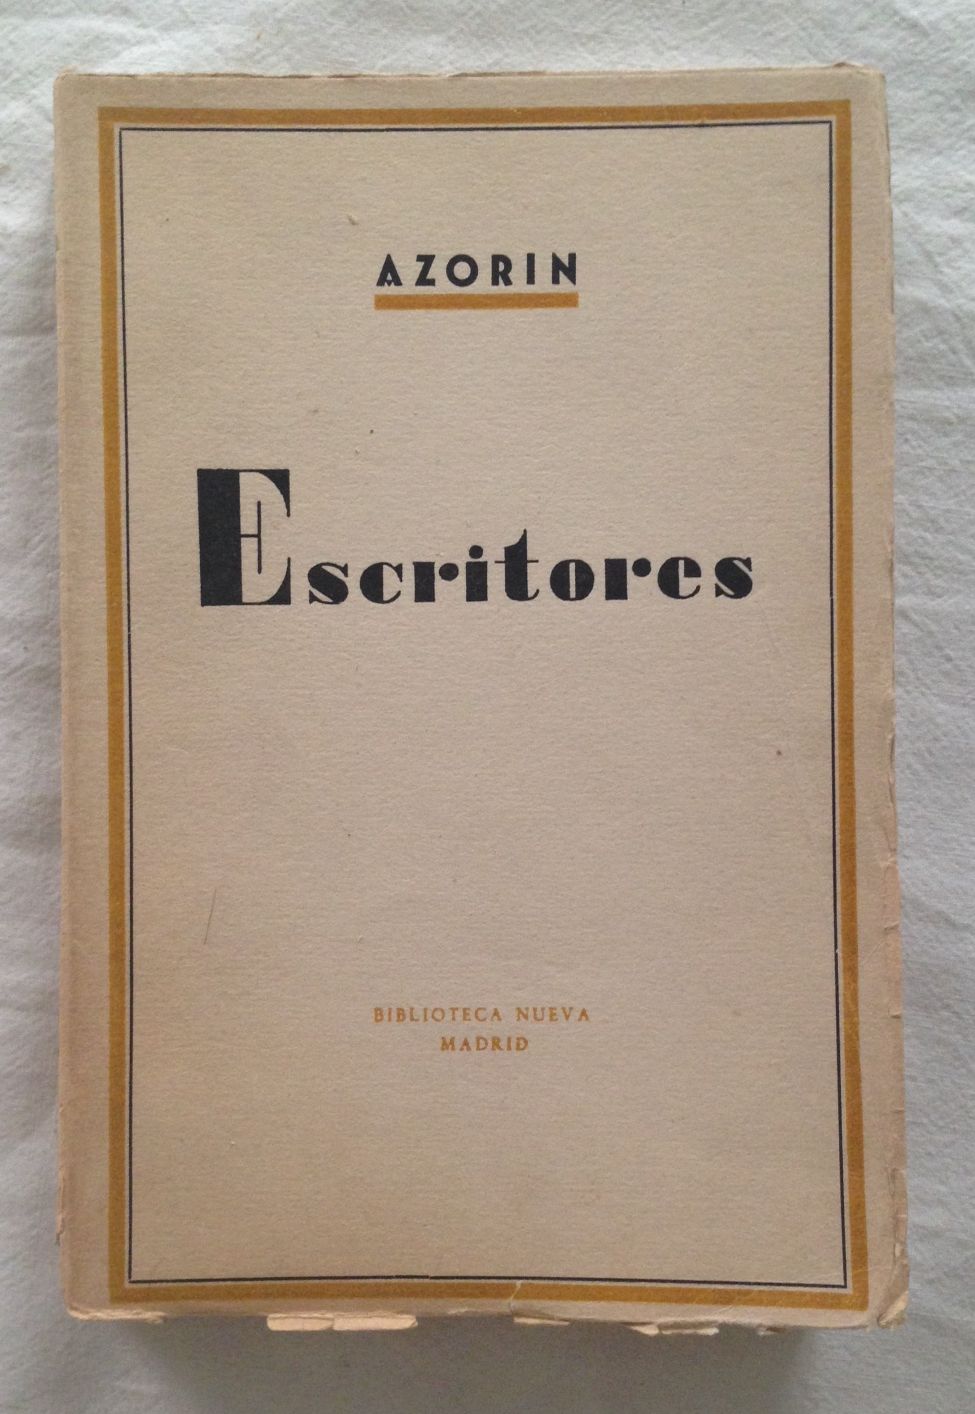 AZORIN
Escritores
BIBLIOTECA NUEVA
MADRID